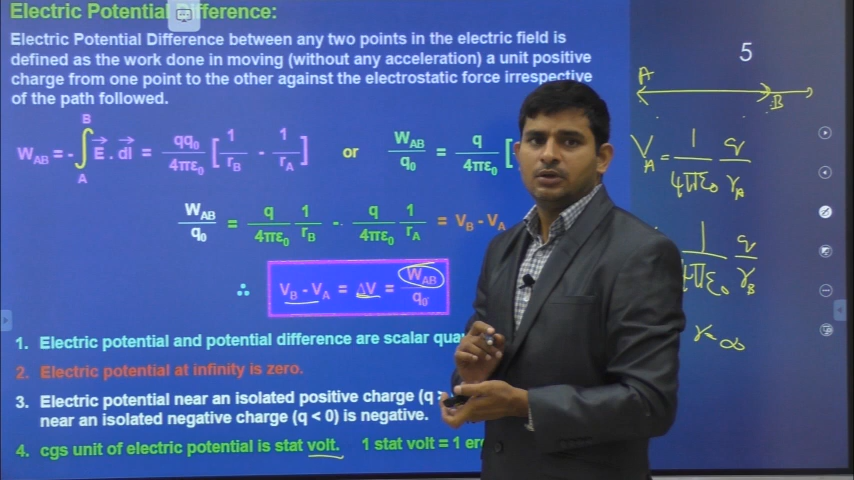 Electric Potential Difference:
Electric Potential Difference between any two points in the electric field is
defined as the work done in moving (without any acceleration) a unit positive
charge from one point to the other against the electrostatic force irrespective
of the path followed.
B
W_AB = - ∫ E⃗ . dl⃗ = qq₀/4πε₀ [ 1/r_B - 1/r_A ] or W_AB/q₀ = q/4πε₀ [
A
W_AB/q₀ = q/4πε₀ 1/r_B - q/4πε₀ 1/r_A = V_B - V_A
∴ V_B - V_A = ΔV = W_AB/q₀
1. Electric potential and potential difference are scalar
2. Electric potential at infinity is zero.
3. Electric potential near an isolated positive charge (q
near an isolated negative charge (q < 0) is negative.
4. cgs unit of electric potential is stat volt. 1 stat volt = 1
5
A
B
V_A = 1/4πε₀ q/r_A
1/4πε₀ q/r_B
r = ∞